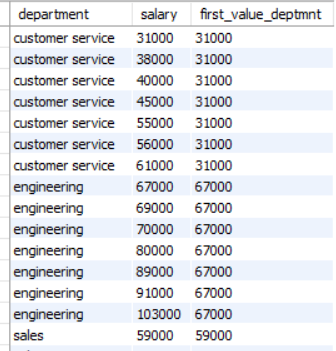 department salary first_value_deptmnt
customer service 31000 31000
customer service 38000 31000
customer service 40000 31000
customer service 45000 31000
customer service 55000 31000
customer service 56000 31000
customer service 61000 31000
engineering 67000 67000
engineering 69000 67000
engineering 70000 67000
engineering 80000 67000
engineering 89000 67000
engineering 91000 67000
engineering 103000 67000
sales 59000 59000